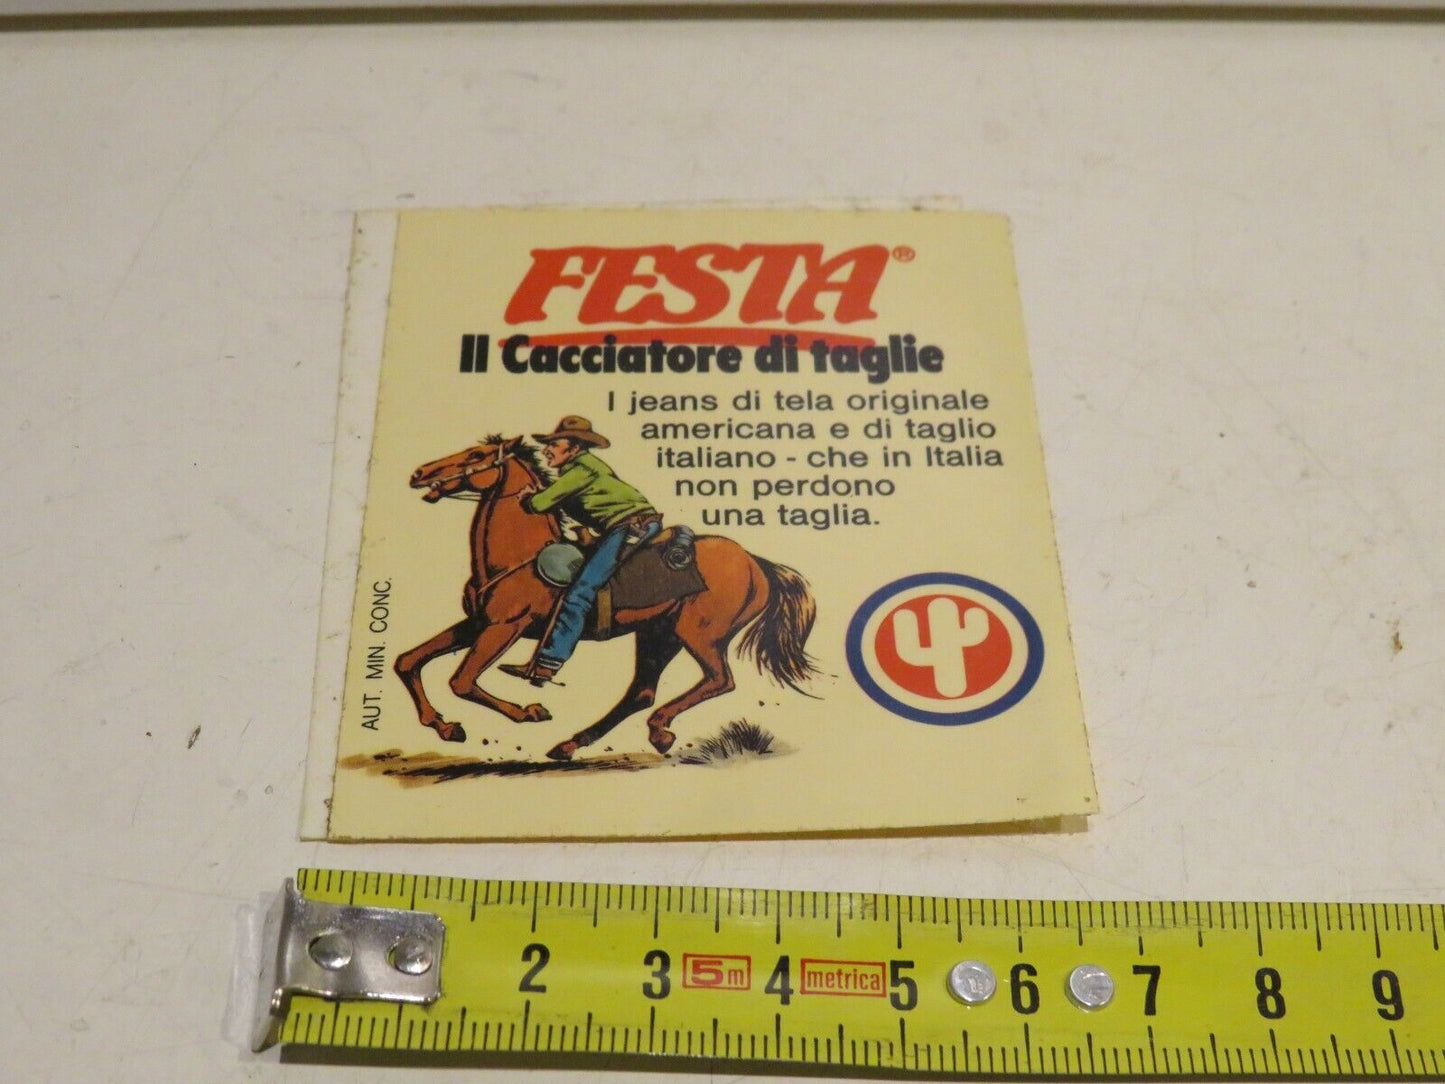 FESTA®
Il Cacciatore di taglie
I jeans di tela originale
americana e di taglio
italiano - che in Italia
non perdono
una taglia.
AUT. MIN. CONC.
2 3 5m 4 metrica 5 6 7 8 9